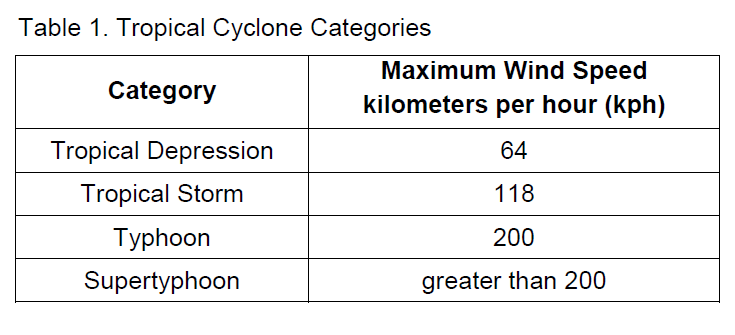 Table 1. Tropical Cyclone Categories
Category
Maximum Wind Speed
kilometers per hour (kph)
Tropical Depression 64
Tropical Storm 118
Typhoon 200
Supertyphoon greater than 200